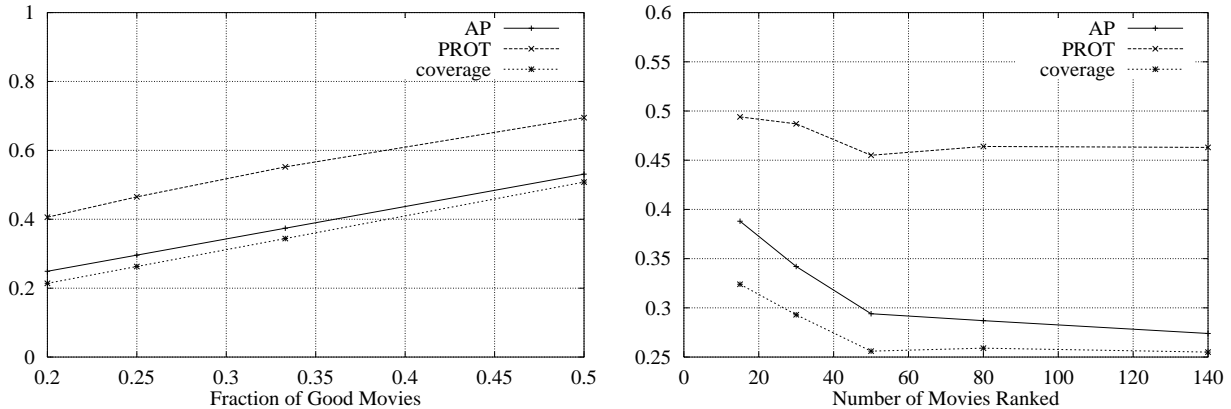 1
0.8
0.6
0.4
0.2
0
0.2 0.25 0.3 0.35 0.4 0.45 0.5
Fraction of Good Movies
AP
PROT
coverage
0.6
0.55
0.5
0.45
0.4
0.35
0.3
0.25
0 20 40 60 80 100 120 140
Number of Movies Ranked
AP
PROT
coverage